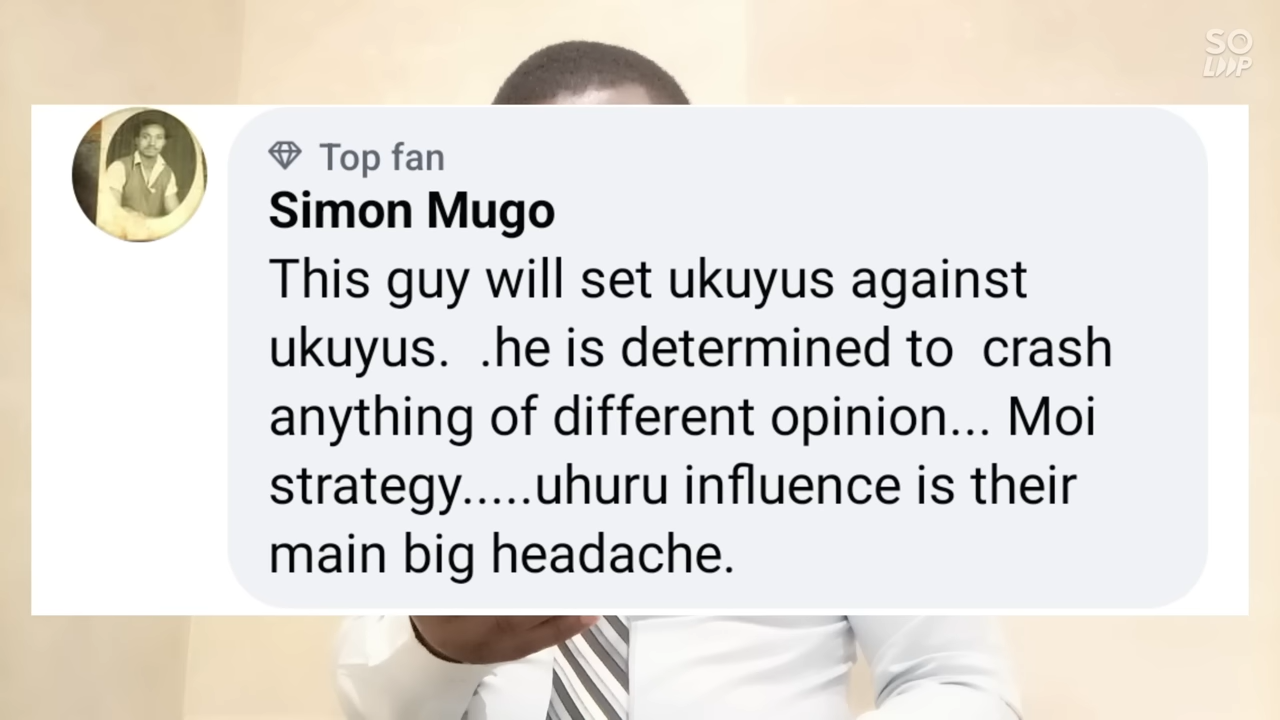 SO
LOOP
Top fan
Simon Mugo
This guy will set ukuyus against
ukuyus.  .he is determined to  crash
anything of different opinion... Moi
strategy.....uhuru influence is their
main big headache.